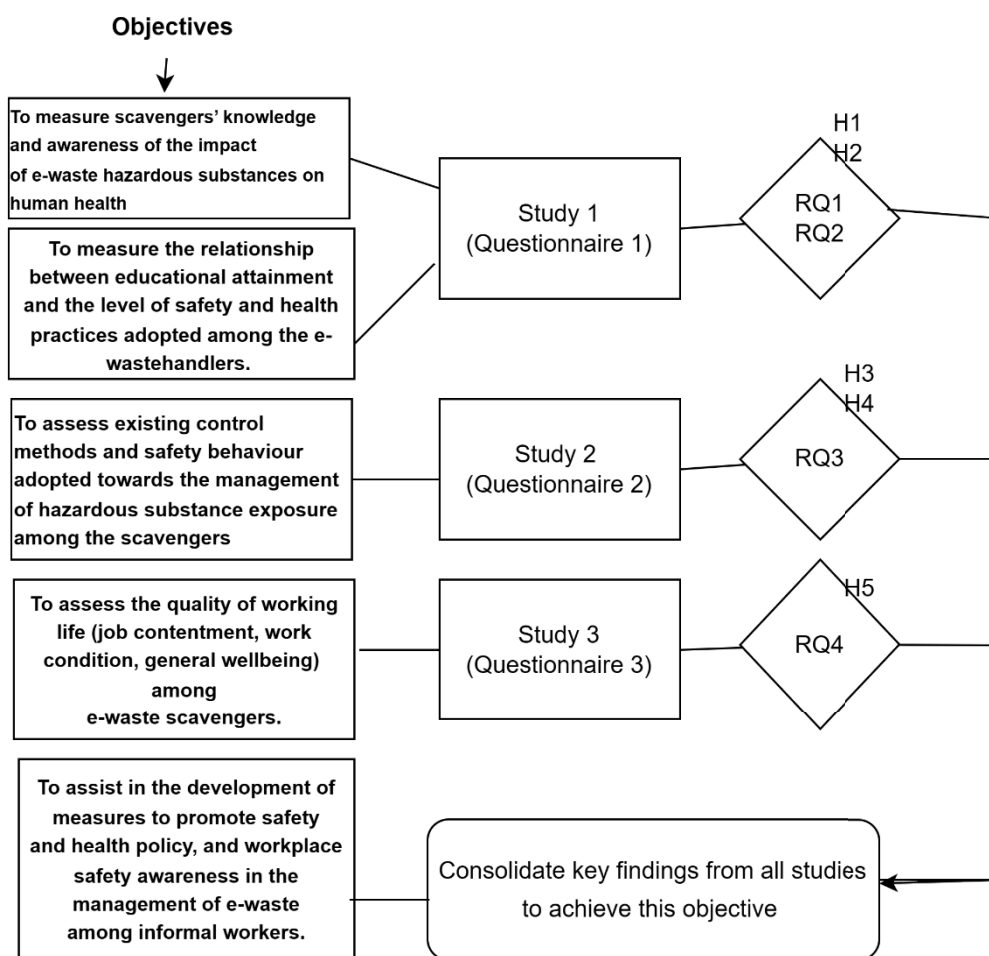 Objectives
To measure scavengers’ knowledge
and awareness of the impact
of e-waste hazardous substances on
human health
To measure the relationship
between educational attainment
and the level of safety and health
practices adopted among the e-
wastehandlers.
Study 1
(Questionnaire 1)
H1
H2
RQ1
RQ2
To assess existing control
methods and safety behaviour
adopted towards the management
of hazardous substance exposure
among the scavengers
Study 2
(Questionnaire 2)
H3
H4
RQ3
To assess the quality of working
life (job contentment, work
condition, general wellbeing)
among
e-waste scavengers.
Study 3
(Questionnaire 3)
H5
RQ4
To assist in the development of
measures to promote safety
and health policy, and workplace
safety awareness in the
management of e-waste
among informal workers.
Consolidate key findings from all studies
to achieve this objective